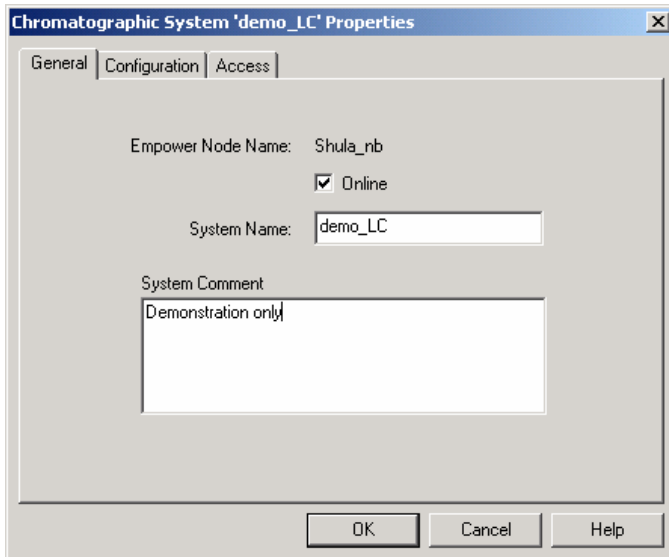 Chromatographic System 'demo_LC' Properties
General Configuration Access
Empower Node Name: Shula_nb
Online
System Name: demo_LC
System Comment
Demonstration only
OK Cancel Help